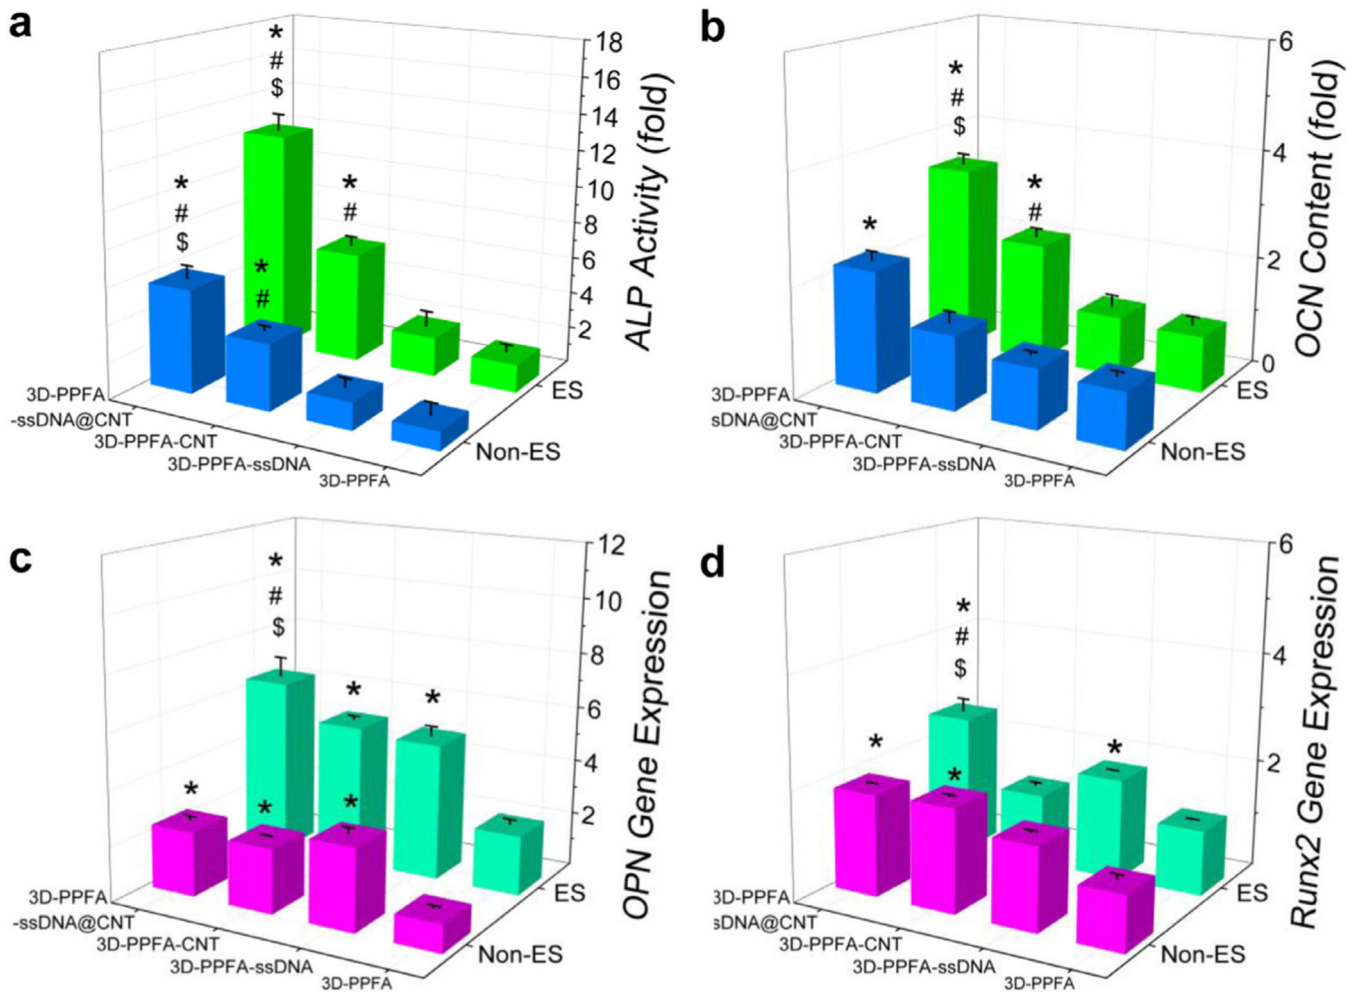 a
*
#
$
*
#
$
*
#
*
#
18
16
14
12
10
8
6
4
2
ALP Activity (fold)
3D-PPFA
-ssDNA@CNT
3D-PPFA-CNT
3D-PPFA-ssDNA
3D-PPFA
ES
Non-ES
b
*
#
$
*
#
*
6
4
2
0
OCN Content (fold)
3D-PPFA
sDNA@CNT
3D-PPFA-CNT
3D-PPFA-ssDNA
3D-PPFA
ES
Non-ES
c
*
#
$
*
*
*
*
*
12
10
8
6
4
2
OPN Gene Expression
3D-PPFA
-ssDNA@CNT
3D-PPFA-CNT
3D-PPFA-ssDNA
3D-PPFA
ES
Non-ES
d
*
#
$
*
*
*
6
4
2
Runx2 Gene Expression
3D-PPFA
sDNA@CNT
3D-PPFA-CNT
3D-PPFA-ssDNA
3D-PPFA
ES
Non-ES